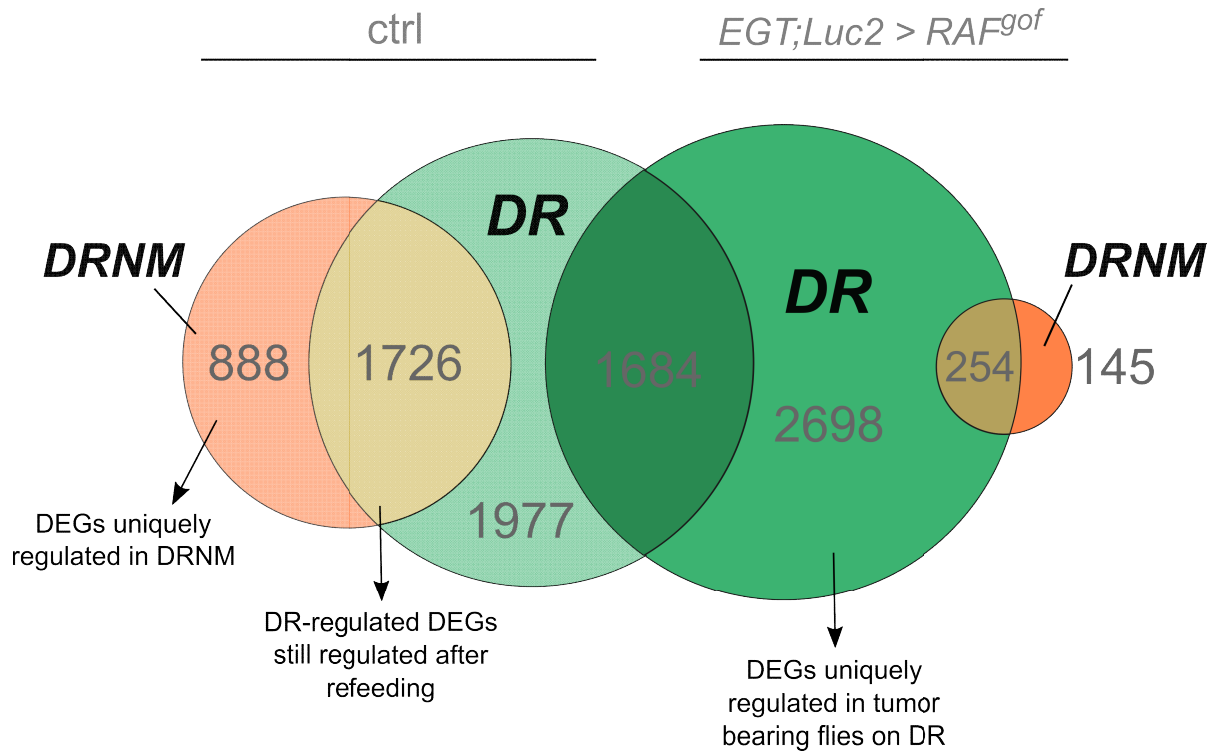 ctrl
EGT;Luc2 > RAFgof
DR
DRNM
DRNM
DR
888
1726
1684
254
145
2698
1977
DEGs uniquely
regulated in DRNM
DR-regulated DEGs
still regulated after
refeeding
DEGs uniquely
regulated in tumor
bearing flies on DR